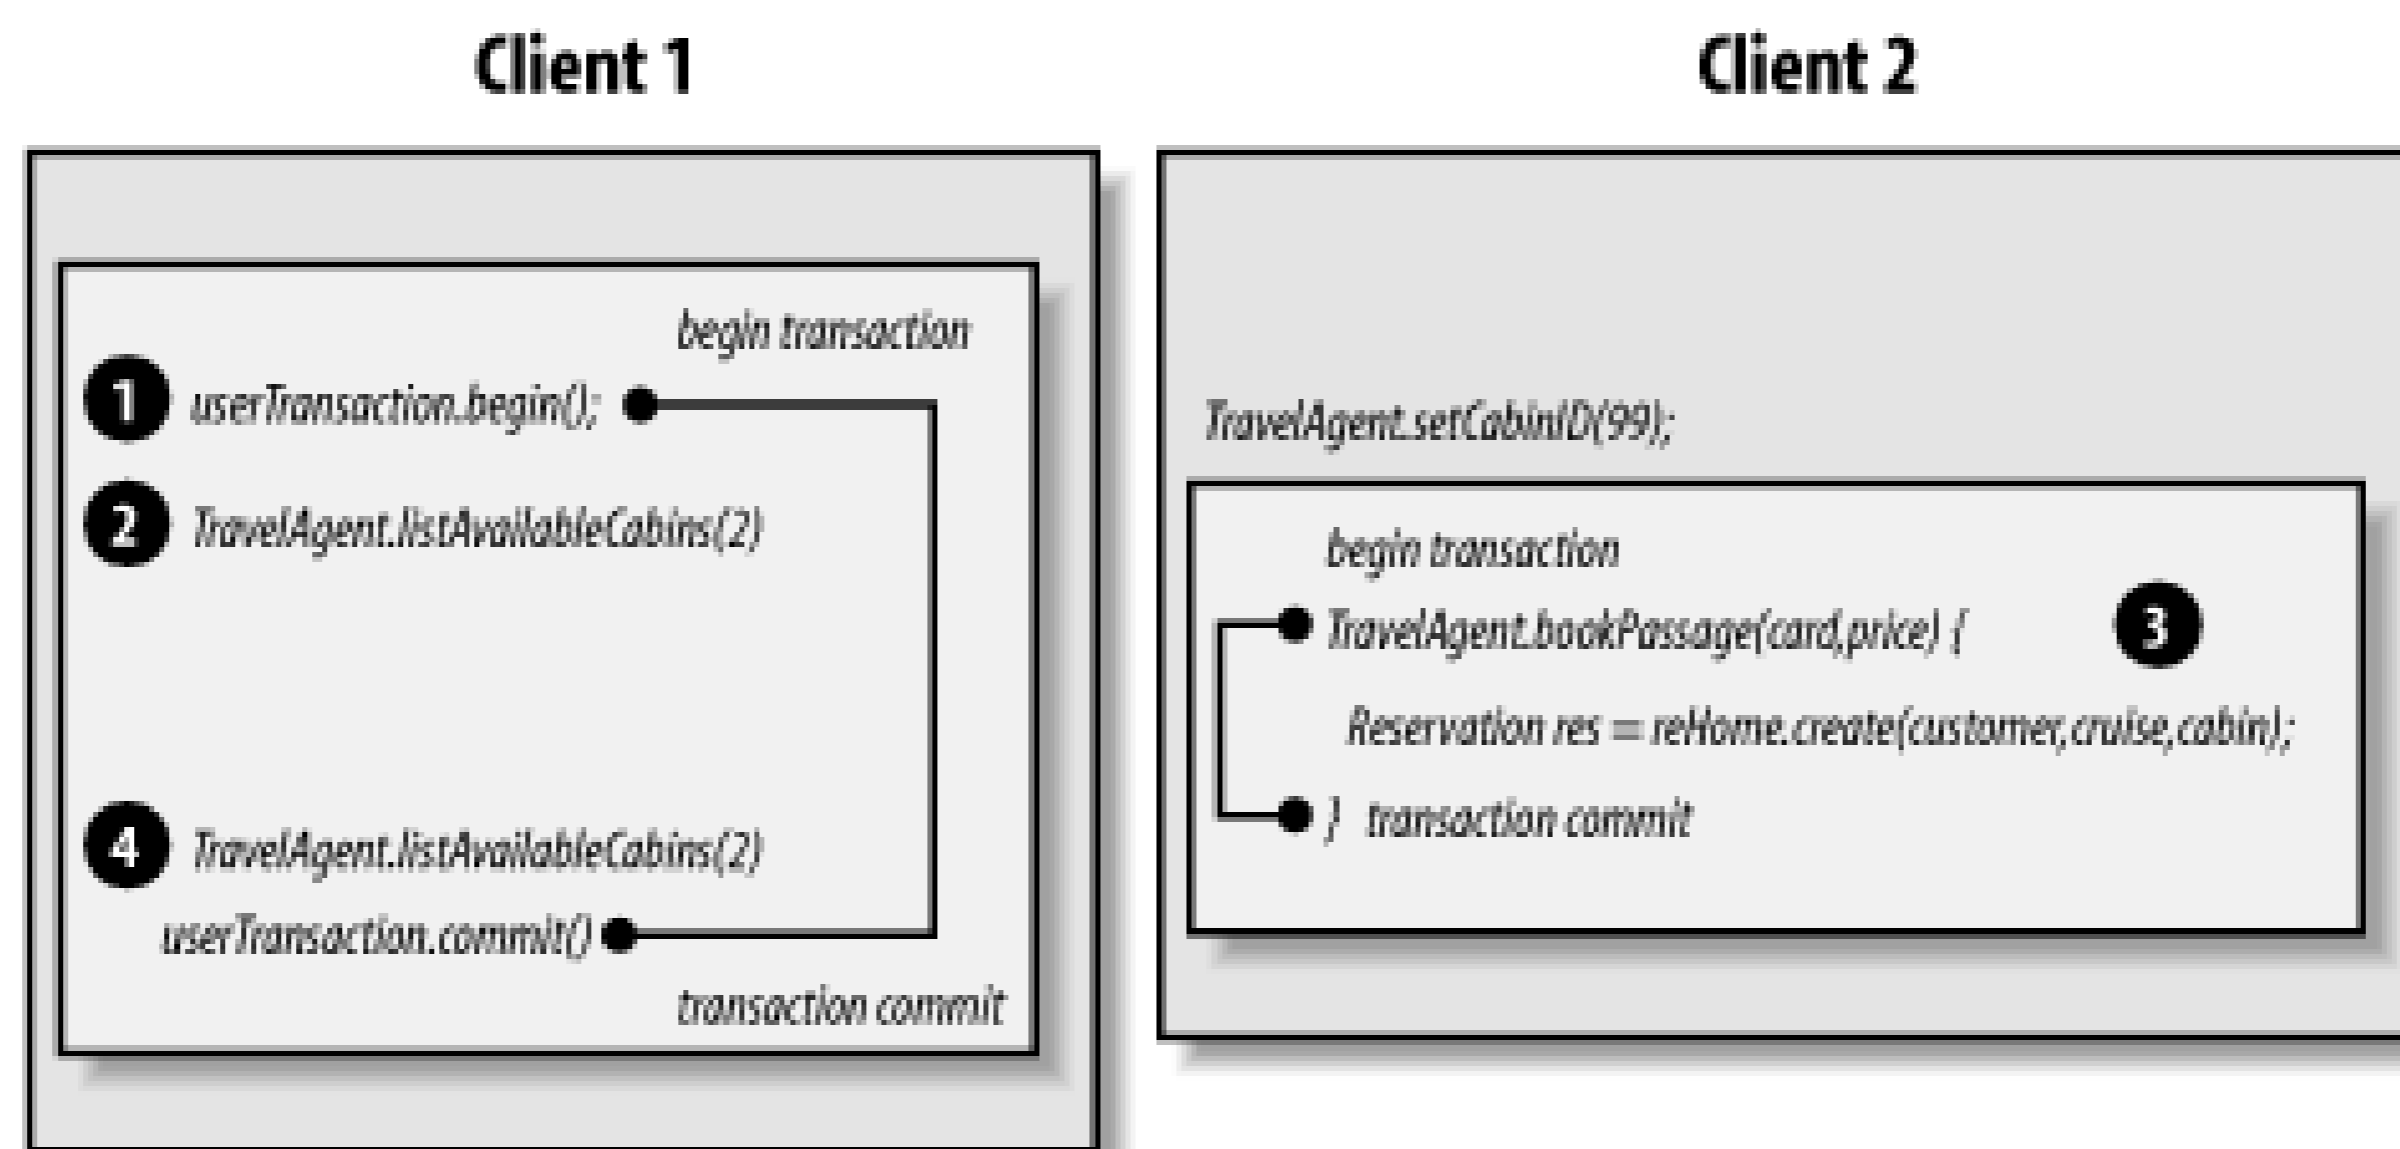 Client 1
begin transaction
1 userTransaction.begin();
2 TravelAgent.listAvailableCabins(2)
4 TravelAgent.listAvailableCabins(2)
userTransaction.commit()
transaction commit
Client 2
TravelAgent.setCabinID(99);
begin transaction
TravelAgent.bookPassage(card,price) { 3
Reservation res = reHome.create(customer,cruise,cabin);
} transaction commit